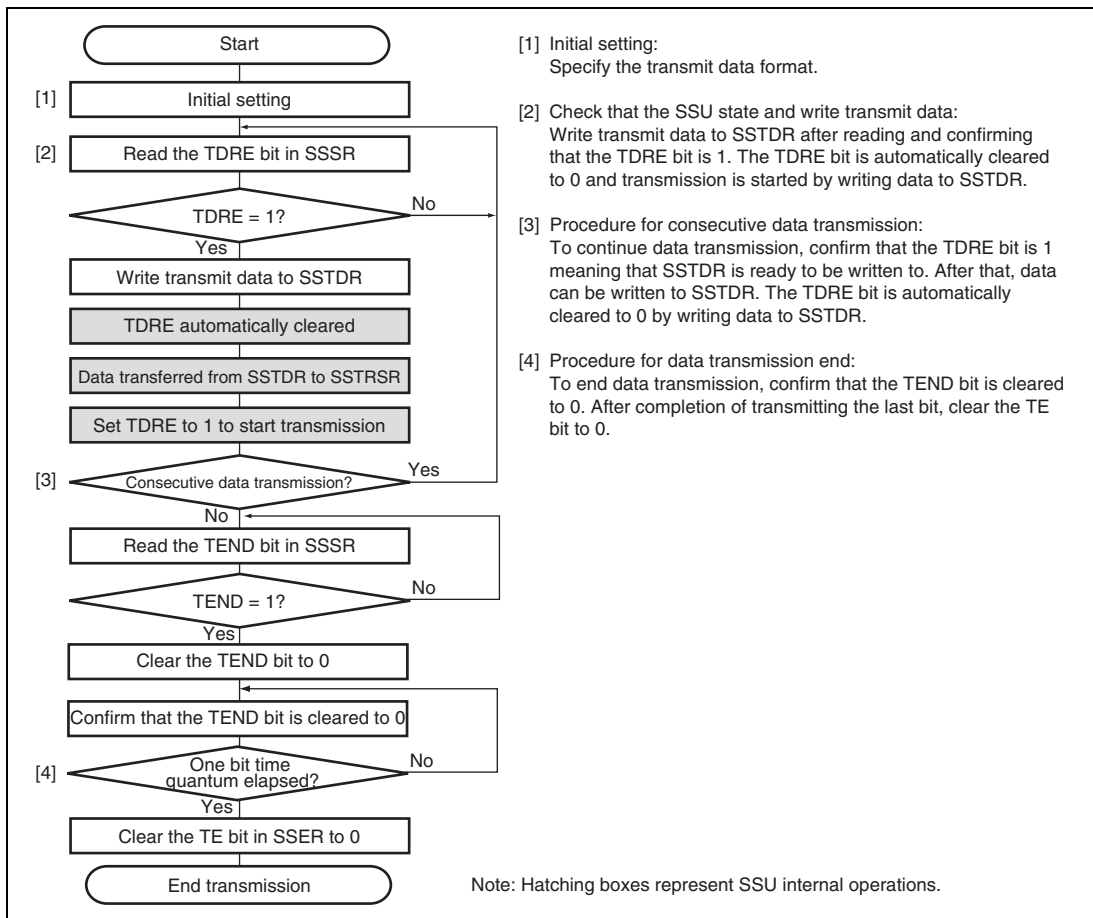 Start
[1] Initial setting
[2] Read the TDRE bit in SSSR
TDRE = 1?
No
Yes
Write transmit data to SSTDR
TDRE automatically cleared
Data transferred from SSTDR to SSTRSR
Set TDRE to 1 to start transmission
[3] Consecutive data transmission?
Yes
No
Read the TEND bit in SSSR
TEND = 1?
No
Yes
Clear the TEND bit to 0
Confirm that the TEND bit is cleared to 0
[4] One bit time
quantum elapsed?
No
Yes
Clear the TE bit in SSER to 0
End transmission
[1] Initial setting:
Specify the transmit data format.
[2] Check that the SSU state and write transmit data:
Write transmit data to SSTDR after reading and confirming
that the TDRE bit is 1. The TDRE bit is automatically cleared
to 0 and transmission is started by writing data to SSTDR.
[3] Procedure for consecutive data transmission:
To continue data transmission, confirm that the TDRE bit is 1
meaning that SSTDR is ready to be written to. After that, data
can be written to SSTDR. The TDRE bit is automatically
cleared to 0 by writing data to SSTDR.
[4] Procedure for data transmission end:
To end data transmission, confirm that the TEND bit is cleared
to 0. After completion of transmitting the last bit, clear the TE
bit to 0.
Note: Hatching boxes represent SSU internal operations.